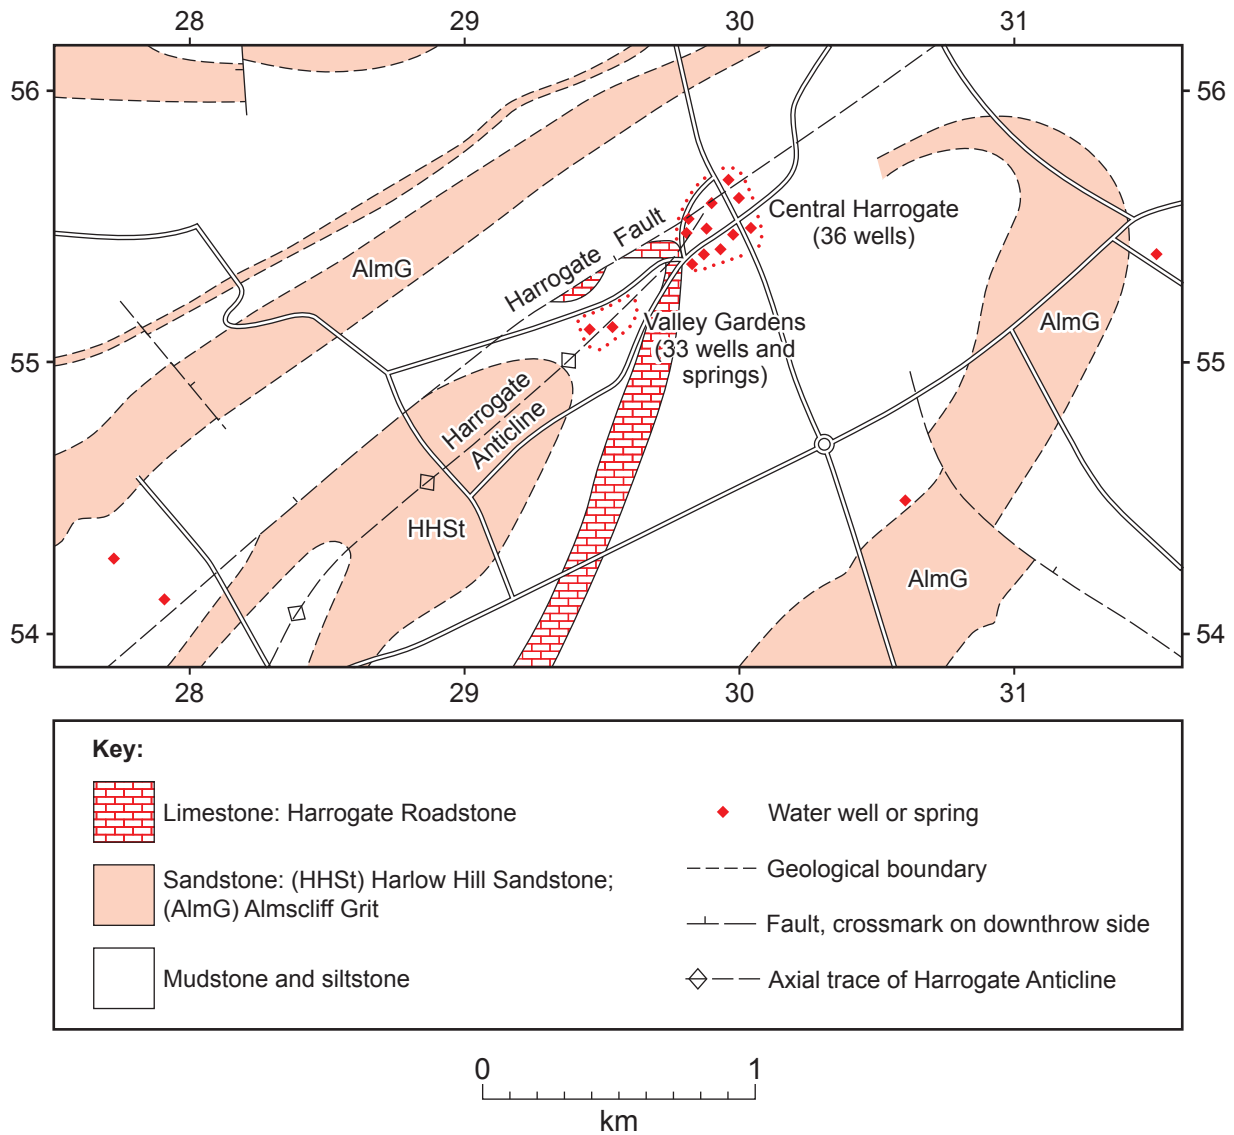 28 29 30 31
56 56
AlmG
Harrogate Fault
Central Harrogate
(36 wells)
Valley Gardens
(33 wells and
springs)
AlmG
55 55
Harrogate
Anticline
HHSt
AlmG
54 54
28 29 30 31
Key:
Limestone: Harrogate Roadstone
Sandstone: (HHSt) Harlow Hill Sandstone;
(AlmG) Almscliff Grit
Mudstone and siltstone
Water well or spring
Geological boundary
Fault, crossmark on downthrow side
Axial trace of Harrogate Anticline
0 1
km